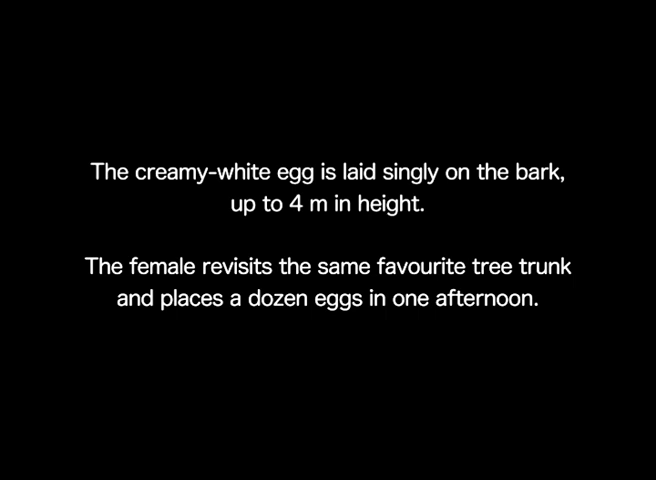 The creamy-white egg is laid singly on the bark,
up to 4 m in height.
The female revisits the same favourite tree trunk
and places a dozen eggs in one afternoon.